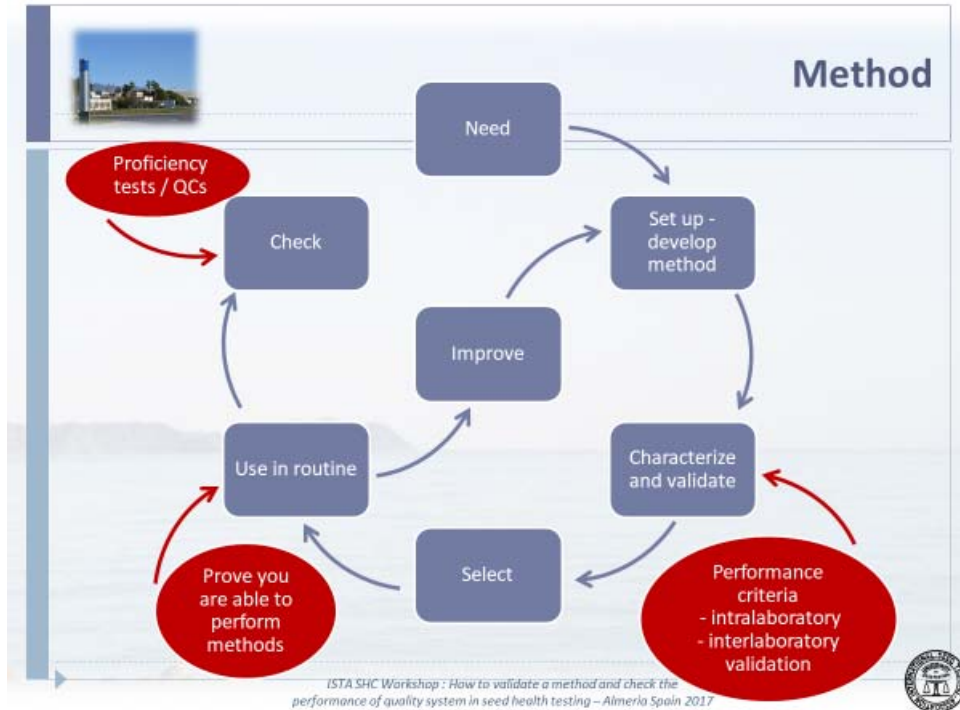 Method
Need
Proficiency
tests / QCs
Check
Set up -
develop
method
Improve
Use in routine
Characterize
and validate
Select
Prove you
are able to
perform
methods
Performance
criteria
- intralaboratory
- interlaboratory
validation
ISTA SHC Workshop : How to validate a method and check the
performance of quality system in seed health testing – Almeria Spain 2017